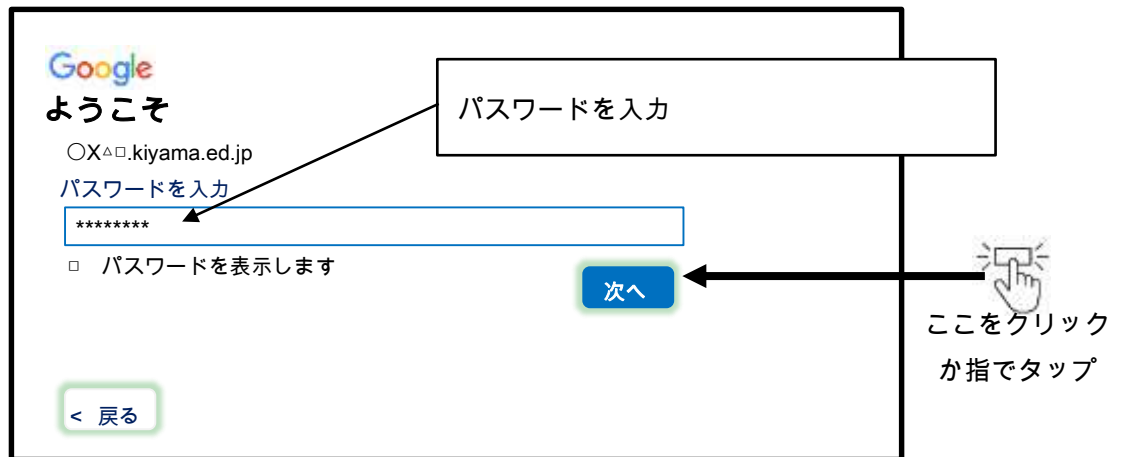 Google
ようこそ
パスワードを入力
○X△□.kiyama.ed.jp
パスワードを入力
********
□ パスワードを表示します
次へ
ここをクリック
か指でタップ
< 戻る